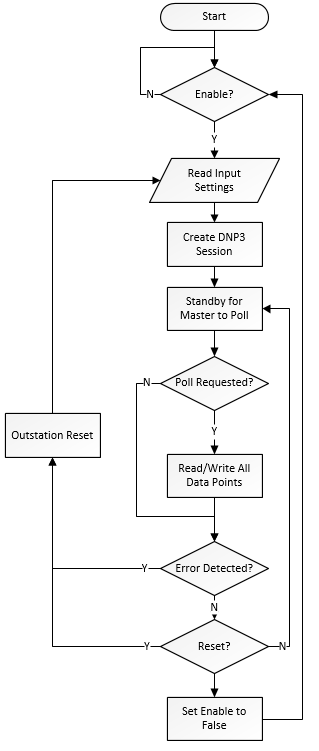 Start
Enable?
N
Y
Read Input
Settings
Create DNP3
Session
Standby for
Master to Poll
N
Poll Requested?
Y
Outstation Reset
Read/Write All
Data Points
Y
Error Detected?
N
Y
Reset?
N
Set Enable to
False